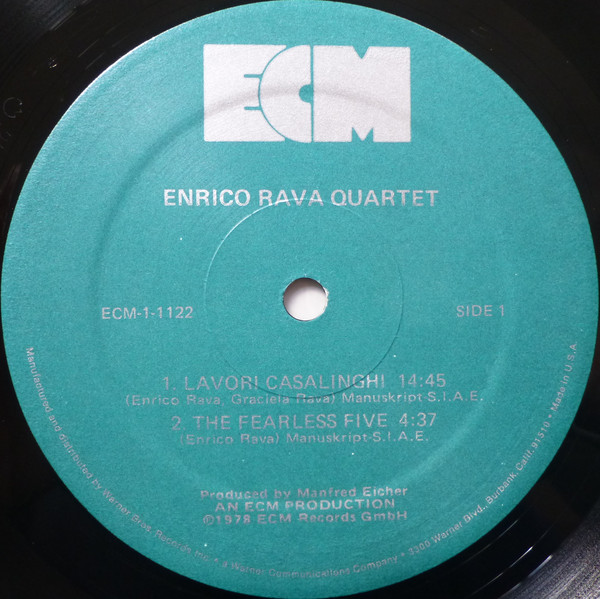 ECM
ENRICO RAVA QUARTET
ECM-1-1122
SIDE 1
1. LAVORI CASALINGHI 14:45
(Enrico Rava, Graciela Rava) Manuskript-S.I.A.E.
2. THE FEARLESS FIVE 4:37
(Enrico Rava) Manuskript-S.I.A.E.
Produced by Manfred Eicher
AN ECM PRODUCTION
©1978 ECM Records GmbH
Manufactured and distributed by Warner Bros. Records Inc. • a Warner Communications Company • 3300 Warner Blvd., Burbank Calif. 91510 • Made in U.S.A.